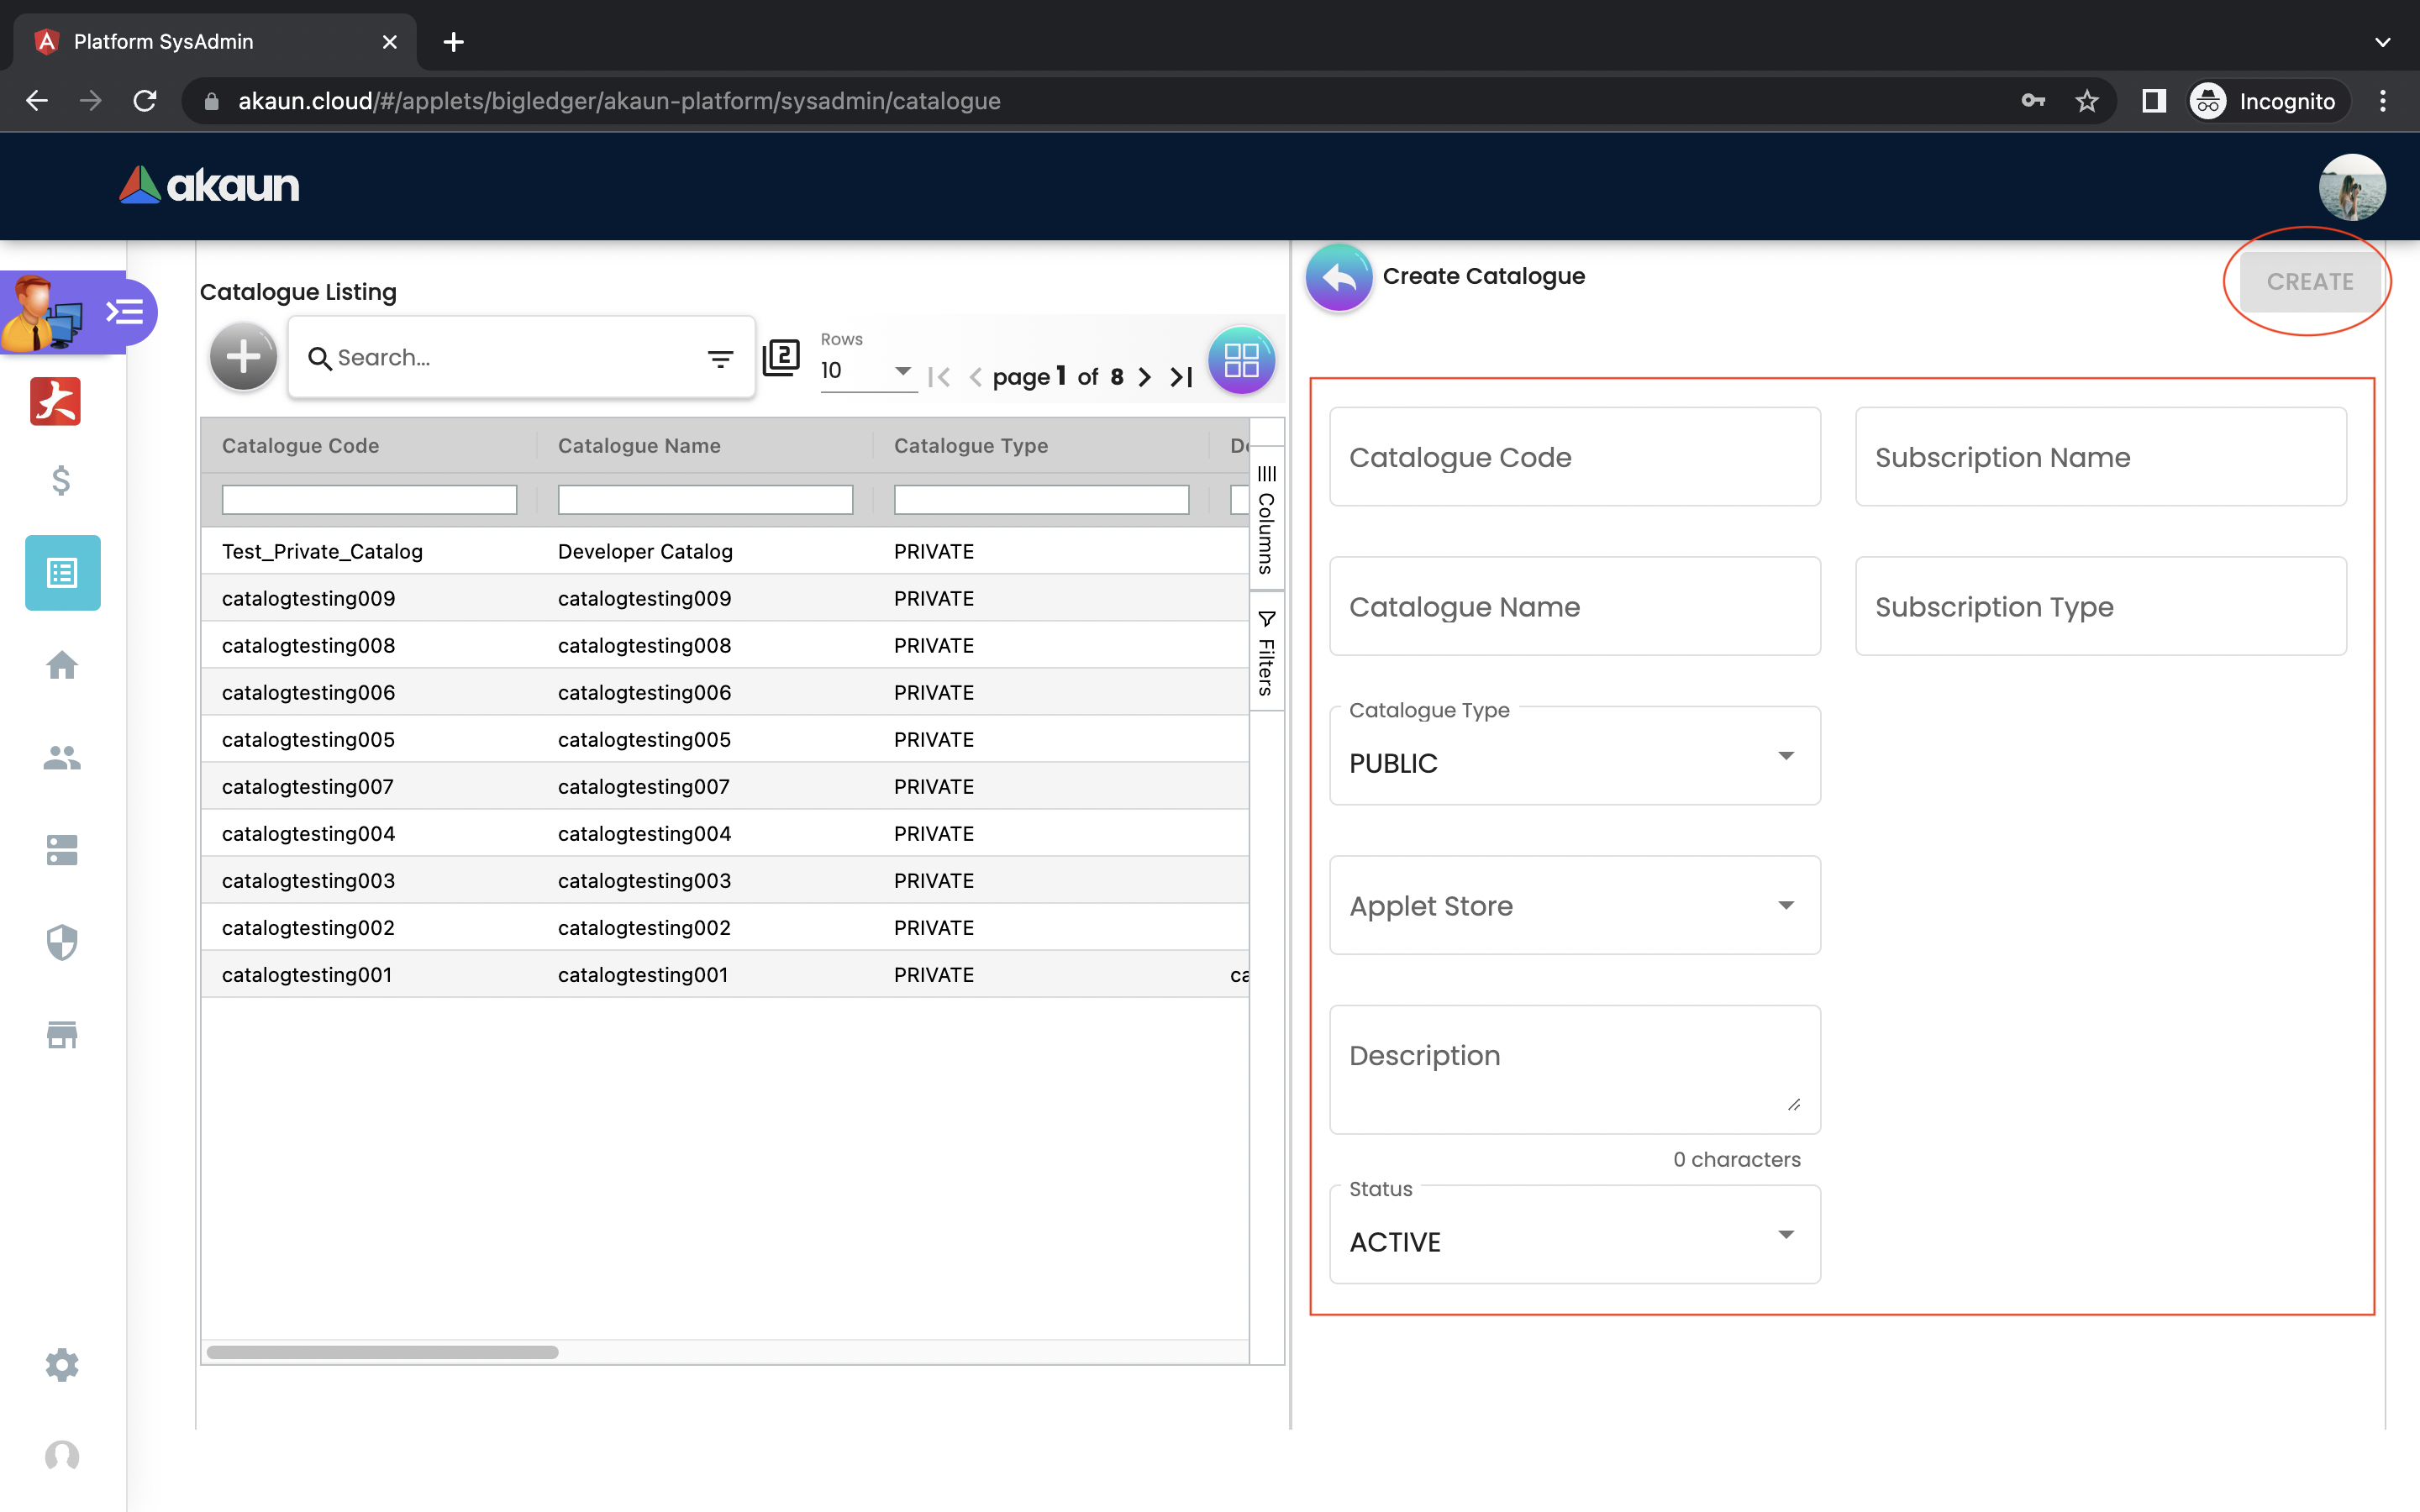 Platform SysAdmin
akaun.cloud/#/applets/bigledger/akaun-platform/sysadmin/catalogue
Incognito
akaun
Catalogue Listing
Search...
2
Rows
10
page 1 of 8
Catalogue Code Catalogue Name Catalogue Type De
Test_Private_Catalog Developer Catalog PRIVATE
catalogtesting009 catalogtesting009 PRIVATE
catalogtesting008 catalogtesting008 PRIVATE
catalogtesting006 catalogtesting006 PRIVATE
catalogtesting005 catalogtesting005 PRIVATE
catalogtesting007 catalogtesting007 PRIVATE
catalogtesting004 catalogtesting004 PRIVATE
catalogtesting003 catalogtesting003 PRIVATE
catalogtesting002 catalogtesting002 PRIVATE
catalogtesting001 catalogtesting001 PRIVATE ca
Columns
Filters
Create Catalogue
CREATE
Catalogue Code
Subscription Name
Catalogue Name
Subscription Type
Catalogue Type
PUBLIC
Applet Store
Description
0 characters
Status
ACTIVE